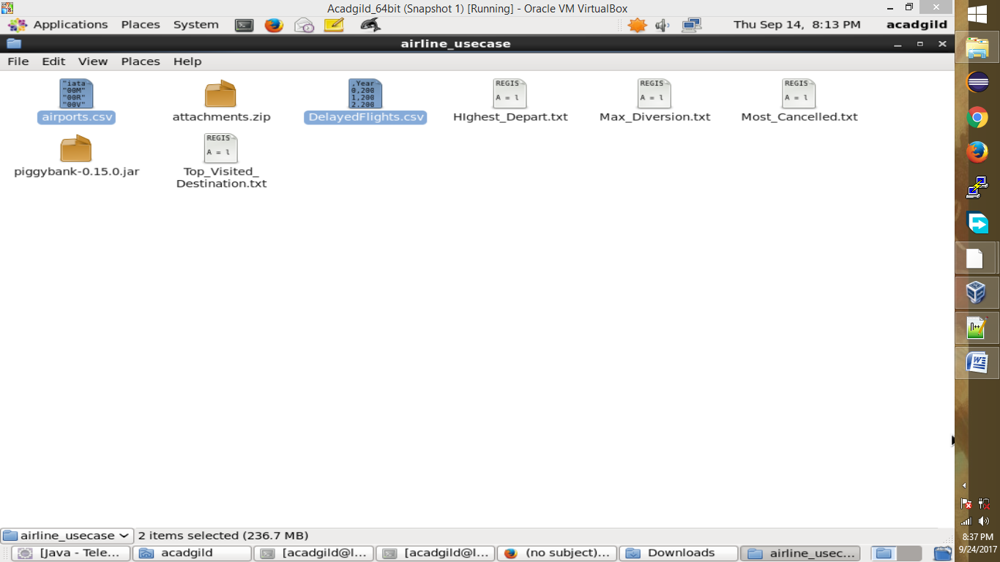 Acadgild_64bit (Snapshot 1) [Running] - Oracle VM VirtualBox
Applications Places System Thu Sep 14, 8:13 PM acadgild
airline_usecase
File Edit View Places Help
"iata
"00M"
"00R"
"00V"
,Year
0,200
1,200
2,200
REGIS
A = l
REGIS
A = l
REGIS
A = l
airports.csv attachments.zip DelayedFlights.csv HIghest_Depart.txt Max_Diversion.txt Most_Cancelled.txt
REGIS
A = l
piggybank-0.15.0.jar Top_Visited_
Destination.txt
airline_usecase 2 items selected (236.7 MB)
[Java - Tele... acadgild [acadgild@l... [acadgild@l... (no subject)... Downloads airline_usec...
8:37 PM
9/24/2017